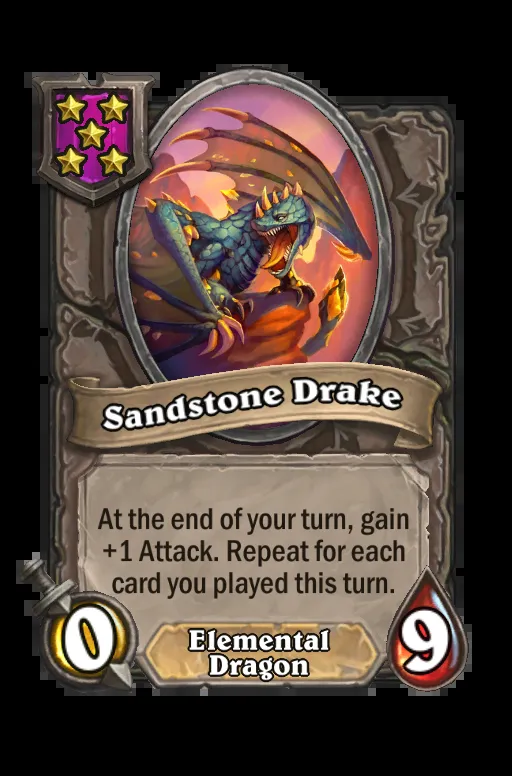 Sandstone Drake
At the end of your turn, gain
+1 Attack. Repeat for each
card you played this turn.
0
Elemental
Dragon
9